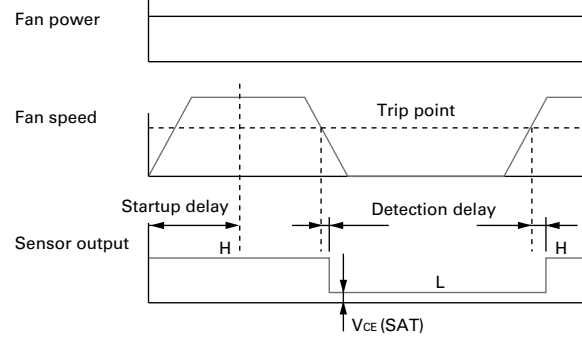 Fan power
Fan speed
Trip point
Startup delay
Detection delay
Sensor output
H
H
L
VCE (SAT)